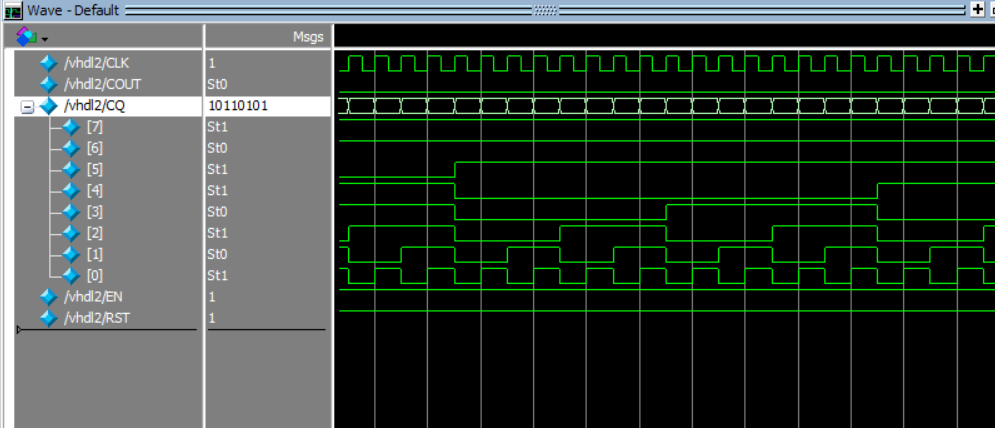 Wave - Default
Msgs
/vhdl2/CLK 1
/vhdl2/COUT St0
/vhdl2/CQ 10110101
[7] St1
[6] St0
[5] St1
[4] St1
[3] St0
[2] St1
[1] St0
[0] St1
/vhdl2/EN 1
/vhdl2/RST 1